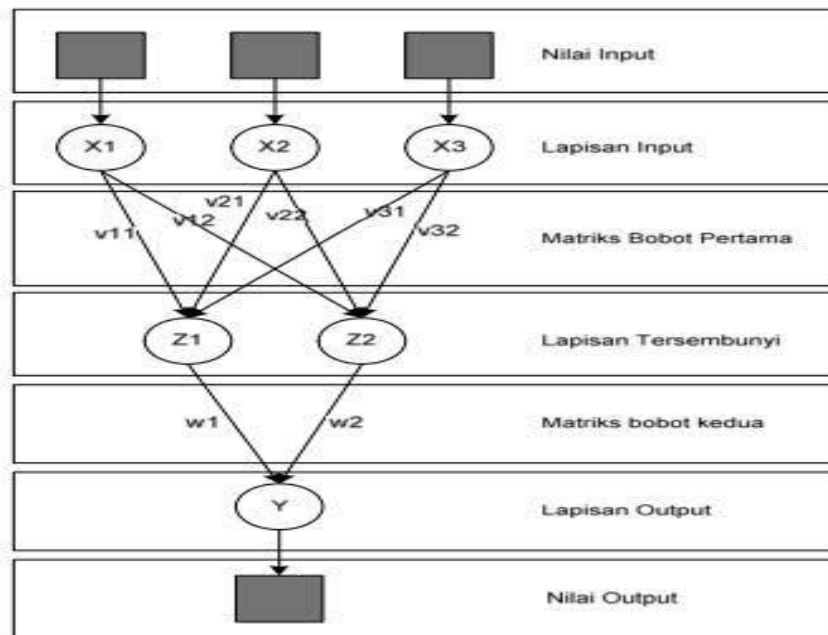 Nilai Input
X1 X2 X3 Lapisan Input
v11 v12 v21 v22 v31 v32 Matriks Bobot Pertama
Z1 Z2 Lapisan Tersembunyi
w1 w2 Matriks bobot kedua
Y Lapisan Output
Nilai Output